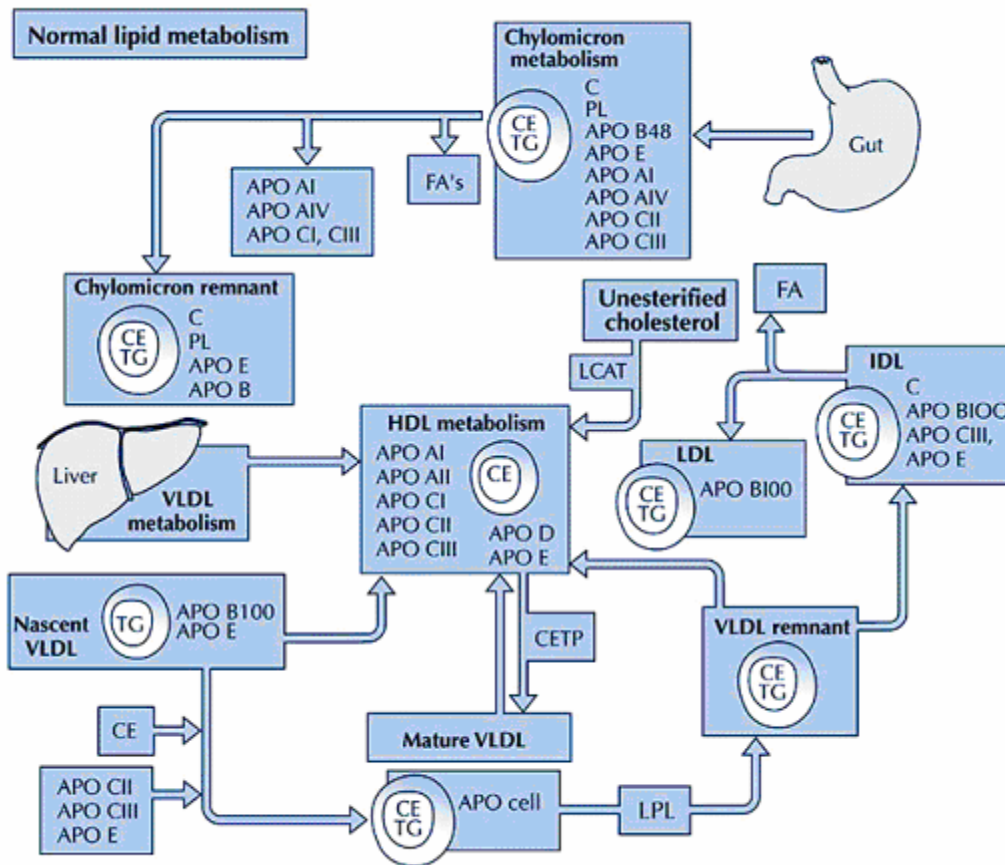 Normal lipid metabolism
Chylomicron
metabolism
CE
TG
C
PL
APO B48
APO E
APO AI
APO AIV
APO CII
APO CIII
Gut
FA's
APO AI
APO AIV
APO CI, CIII
Chylomicron remnant
CE
TG
C
PL
APO E
APO B
Unesterified
cholesterol
LCAT
FA
IDL
CE
TG
C
APO BIOO
APO CIII,
APO E
Liver
VLDL
metabolism
HDL metabolism
APO AI
APO AII
APO CI
APO CII
APO CIII
CE
APO D
APO E
LDL
CE
TG
APO BI00
Nascent
VLDL
TG
APO B100
APO E
CETP
VLDL remnant
CE
TG
CE
Mature VLDL
APO CII
APO CIII
APO E
CE
TG
APO cell
LPL